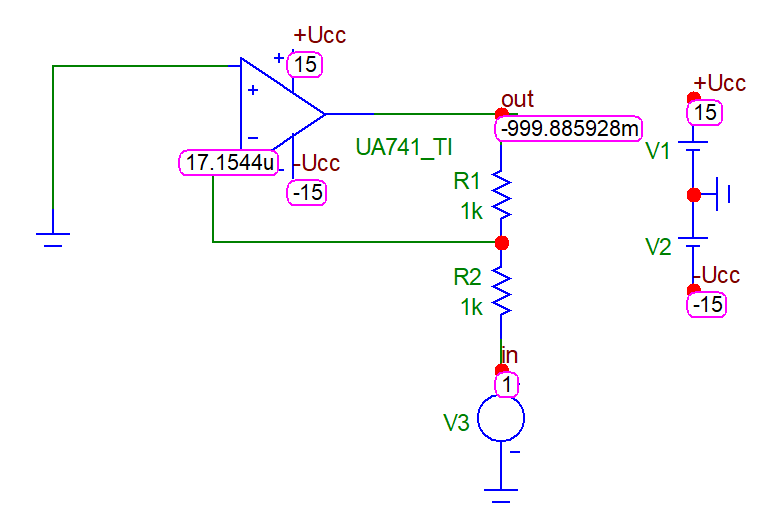 +Ucc
15
+
+
-
17.1544u
-Ucc
-
-15
UA741_TI
out
-999.885928m
R1
1k
R2
1k
in
1
V3
-
+Ucc
15
V1
V2
-Ucc
-15